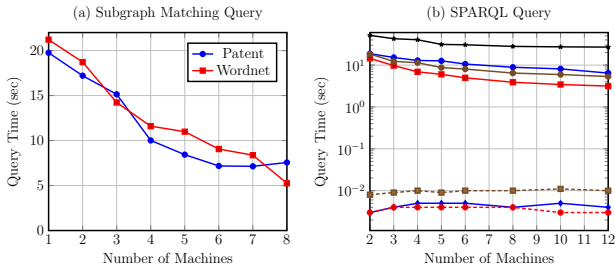 (a) Subgraph Matching Query
Query Time (sec)
20
15
10
5
0
Patent
Wordnet
1 2 3 4 5 6 7 8
Number of Machines
(b) SPARQL Query
Query Time (sec)
10^1
10^0
10^−1
10^−2
10^−3
2 3 4 5 6 7 8 9 10 11 12
Number of Machines